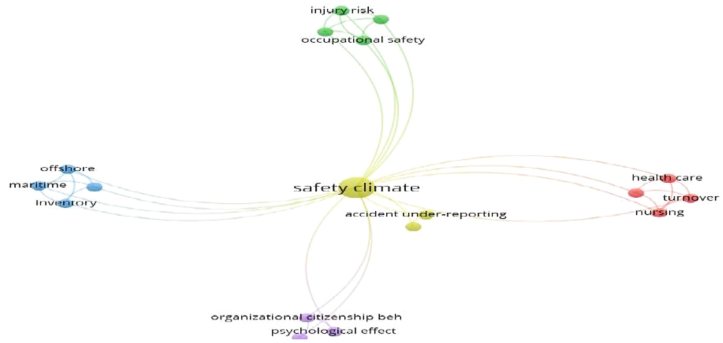 injury risk
occupational safety
offshore
maritime
inventory
safety climate
health care
turnover
nursing
accident under-reporting
organizational citizenship beh
psychological effect